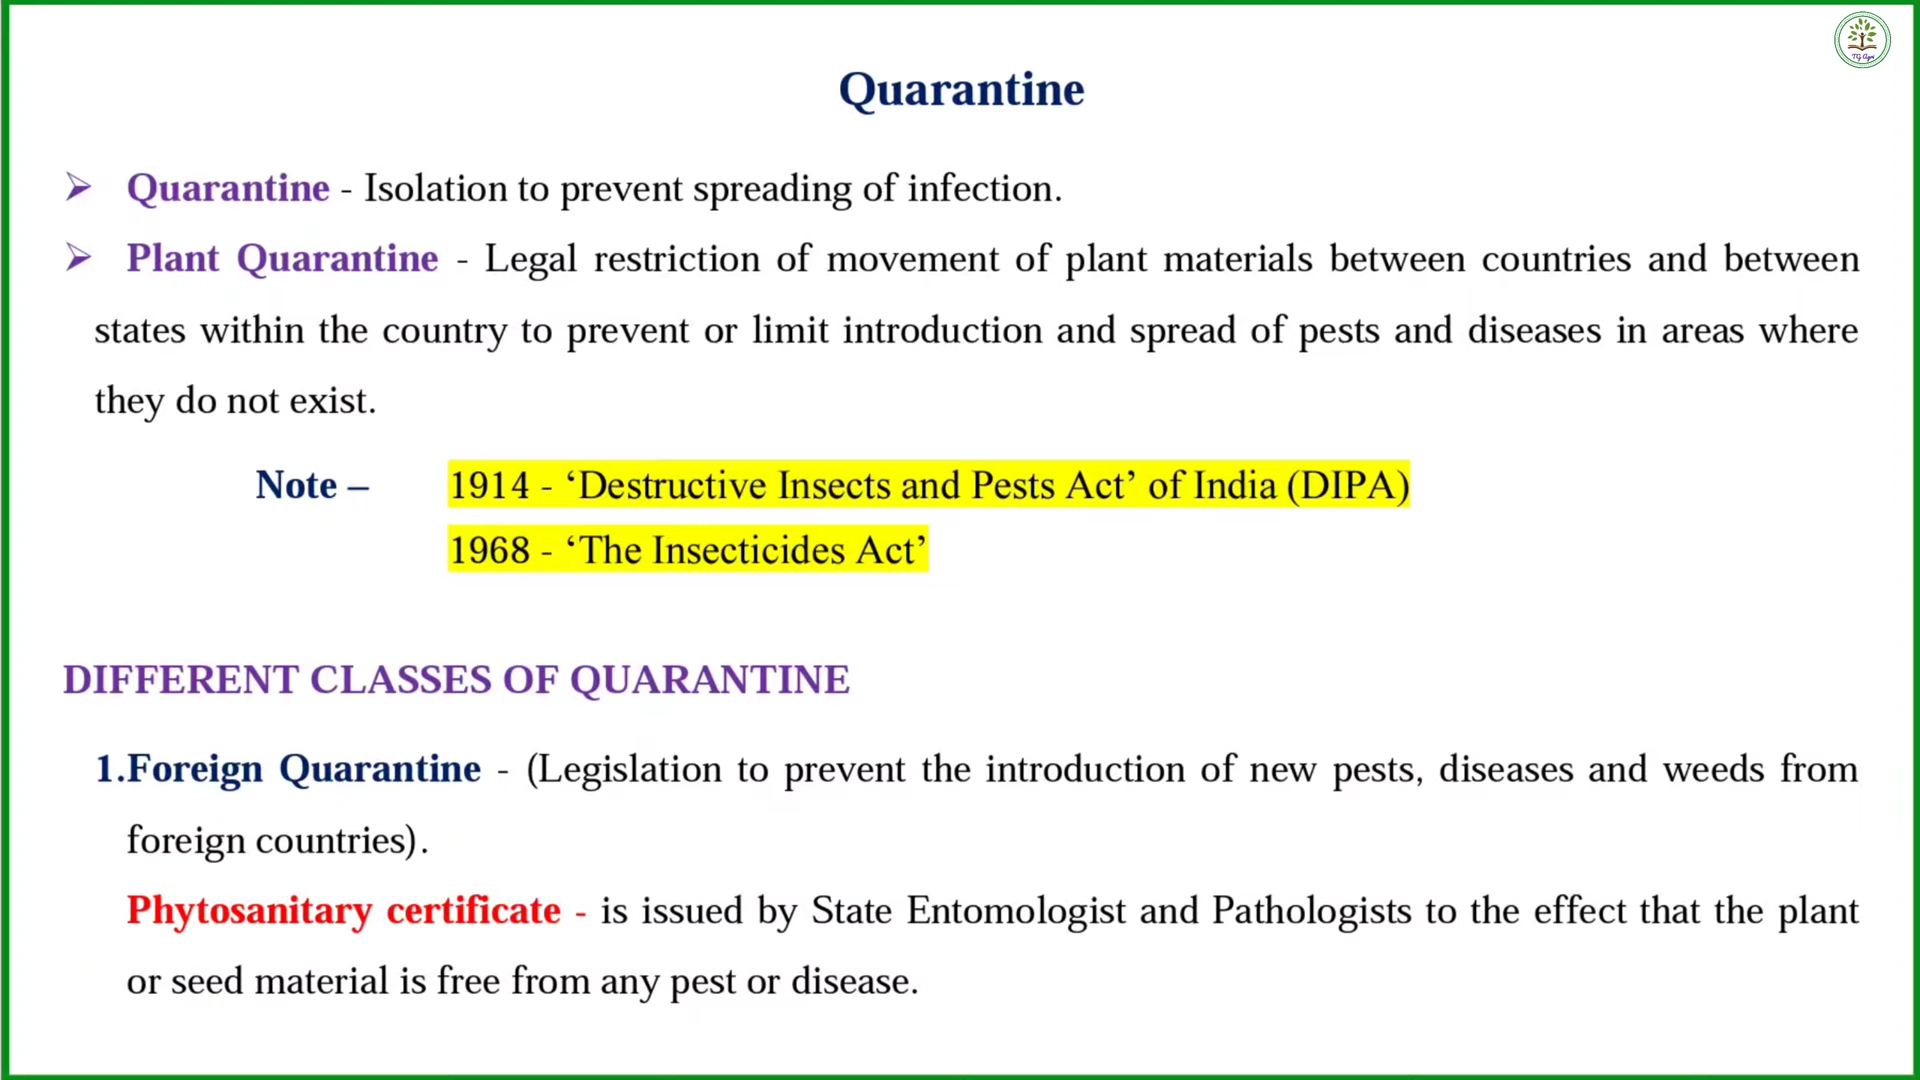 TG Agri
Quarantine
➢ Quarantine - Isolation to prevent spreading of infection.
➢ Plant Quarantine - Legal restriction of movement of plant materials between countries and between
states within the country to prevent or limit introduction and spread of pests and diseases in areas where
they do not exist.
Note – 1914 - ‘Destructive Insects and Pests Act’ of India (DIPA)
1968 - ‘The Insecticides Act’
DIFFERENT CLASSES OF QUARANTINE
1.Foreign Quarantine - (Legislation to prevent the introduction of new pests, diseases and weeds from
foreign countries).
Phytosanitary certificate - is issued by State Entomologist and Pathologists to the effect that the plant
or seed material is free from any pest or disease.